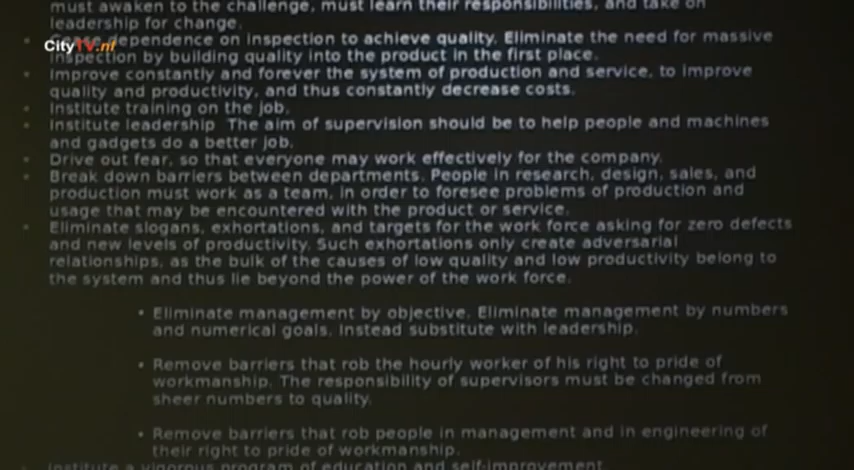 must awaken to the challenge, must learn their responsibilities, and take on
leadership for change.
• Cease dependence on inspection to achieve quality. Eliminate the need for massive
CityTV.nl
inspection by building quality into the product in the first place.
• Improve constantly and forever the system of production and service, to improve
quality and productivity, and thus constantly decrease costs.
• Institute training on the job.
• Institute leadership The aim of supervision should be to help people and machines
and gadgets do a better job.
• Drive out fear, so that everyone may work effectively for the company.
• Break down barriers between departments. People in research, design, sales, and
production must work as a team, in order to foresee problems of production and
usage that may be encountered with the product or service.
• Eliminate slogans, exhortations, and targets for the work force asking for zero defects
and new levels of productivity. Such exhortations only create adversarial
relationships, as the bulk of the causes of low quality and low productivity belong to
the system and thus lie beyond the power of the work force.
• Eliminate management by objective. Eliminate management by numbers
and numerical goals. Instead substitute with leadership.
• Remove barriers that rob the hourly worker of his right to pride of
workmanship. The responsibility of supervisors must be changed from
sheer numbers to quality.
• Remove barriers that rob people in management and in engineering of
their right to pride of workmanship.
• Institute a vigorous program of education and self-improvement